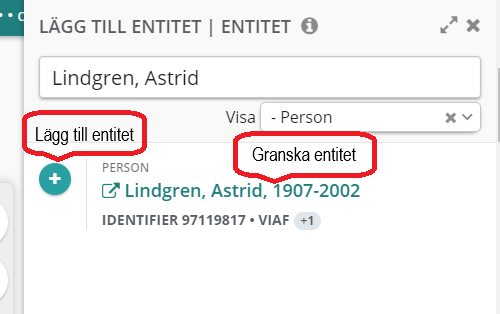 LÄGG TILL ENTITET | ENTITET
Lindgren, Astrid
Visa - Person
Lägg till entitet
Granska entitet
PERSON
Lindgren, Astrid, 1907-2002
IDENTIFIER 97119817 • VIAF +1